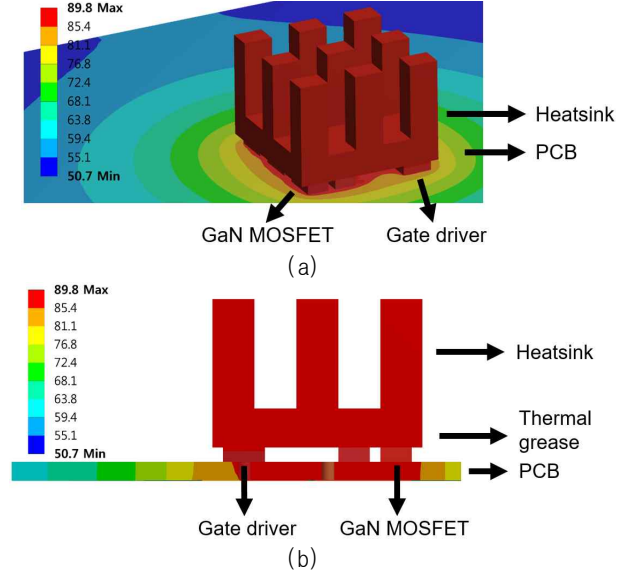 89.8 Max
85.4
81.1
76.8
72.4
68.1
63.8
59.4
55.1
50.7 Min
Heatsink
PCB
GaN MOSFET
Gate driver
(a)
89.8 Max
85.4
81.1
76.8
72.4
68.1
63.8
59.4
55.1
50.7 Min
Heatsink
Thermal
grease
PCB
Gate driver
GaN MOSFET
(b)